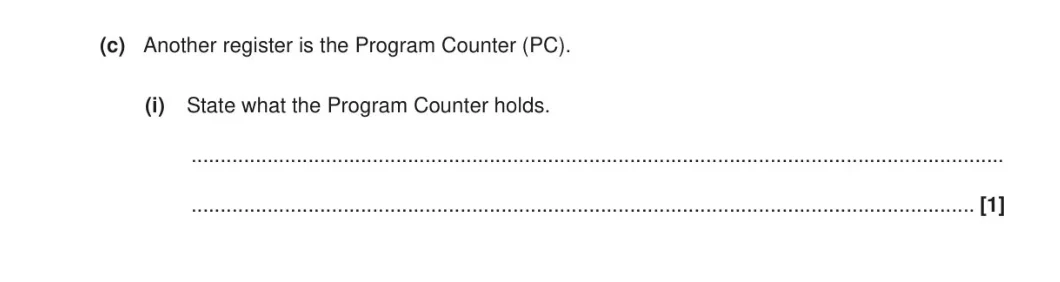 (c) Another register is the Program Counter (PC).
(i) State what the Program Counter holds.
................................................................................................................................................
.......................................................................................................................................... [1]